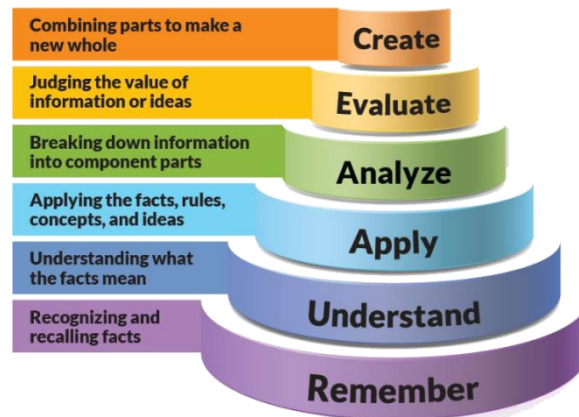 Combining parts to make a
new whole
Create
Judging the value of
information or ideas
Evaluate
Breaking down information
into component parts
Analyze
Applying the facts, rules,
concepts, and ideas
Apply
Understanding what
the facts mean
Understand
Recognizing and
recalling facts
Remember